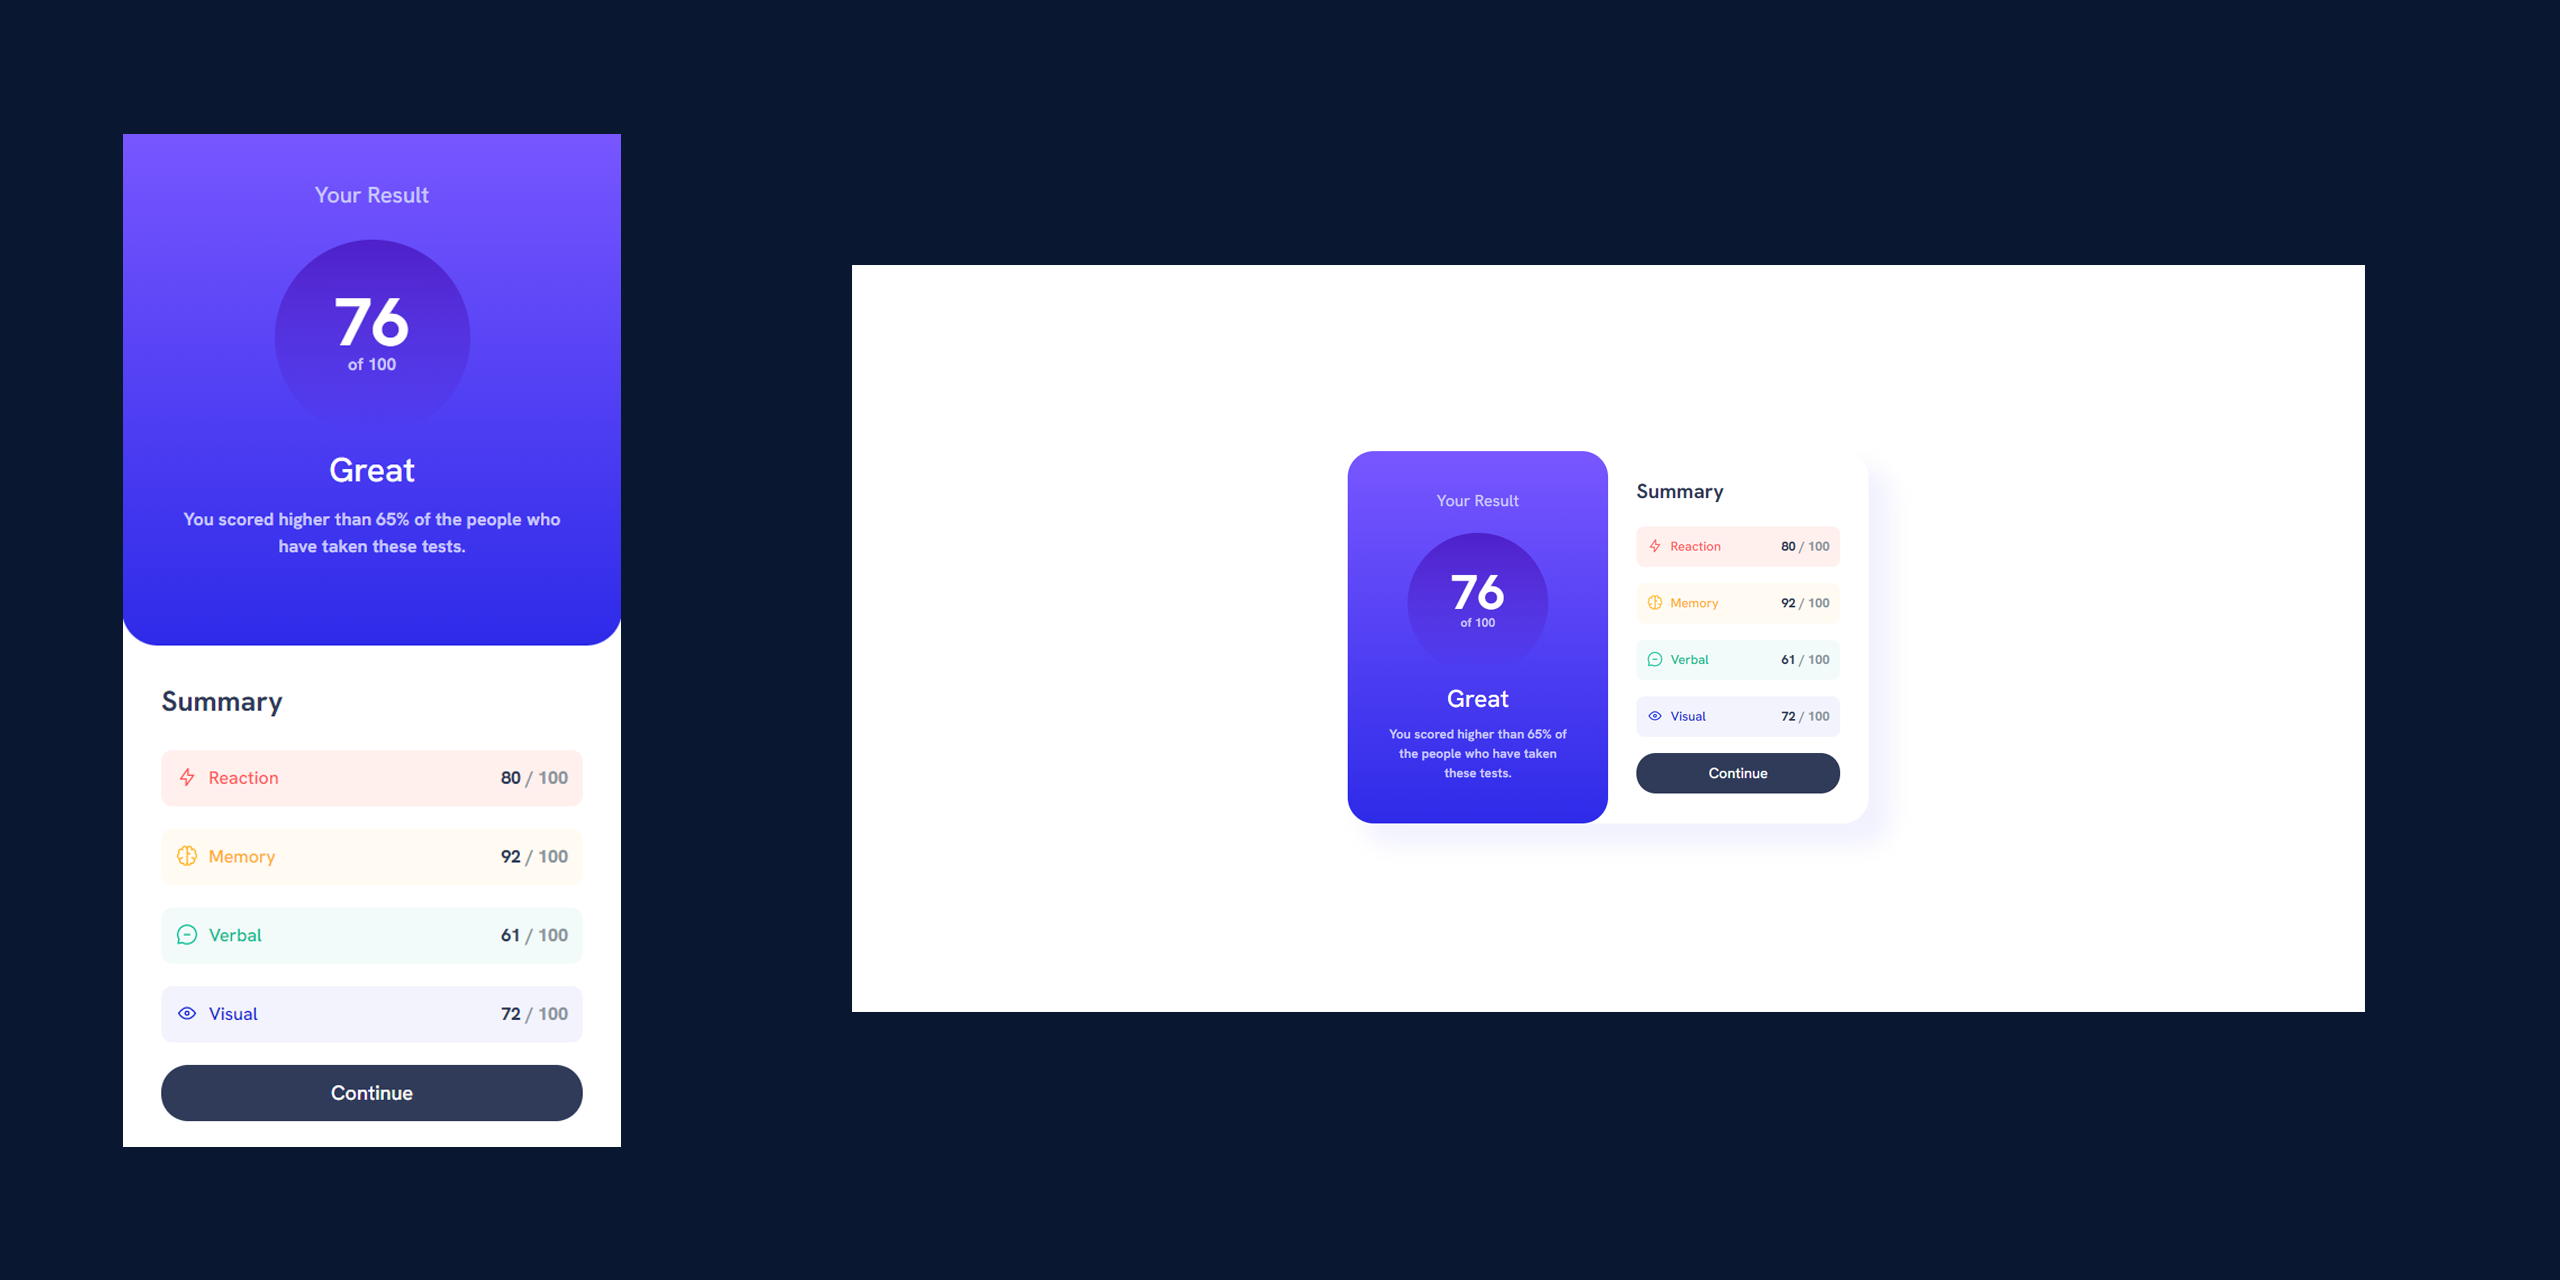 Your Result
76
of 100
Great
You scored higher than 65% of the people who
have taken these tests.
Summary
Reaction 80 / 100
Memory 92 / 100
Verbal 61 / 100
Visual 72 / 100
Continue
Your Result
76
of 100
Great
You scored higher than 65% of
the people who have taken
these tests.
Summary
Reaction 80 / 100
Memory 92 / 100
Verbal 61 / 100
Visual 72 / 100
Continue